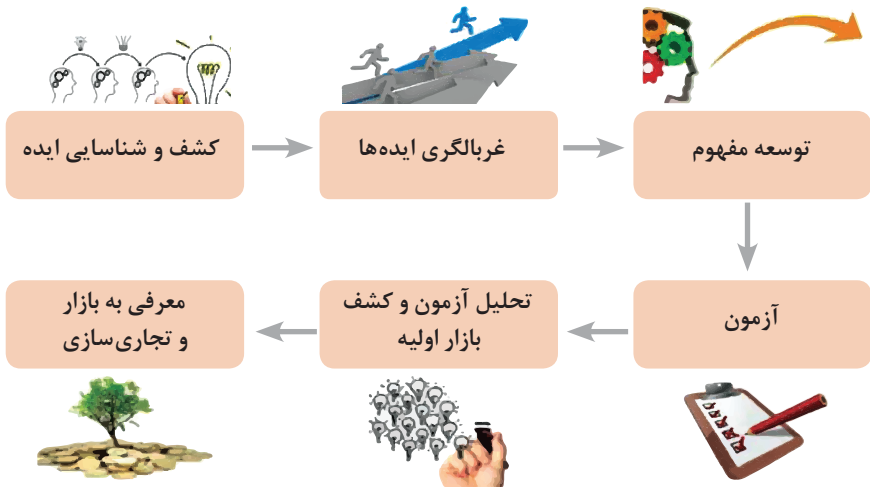 کشف و شناسایی ایده
غربالگری ایده‌ها
توسعه مفهوم
آزمون
تحلیل آزمون و کشف
بازار اولیه
معرفی به بازار
و تجاری‌سازی